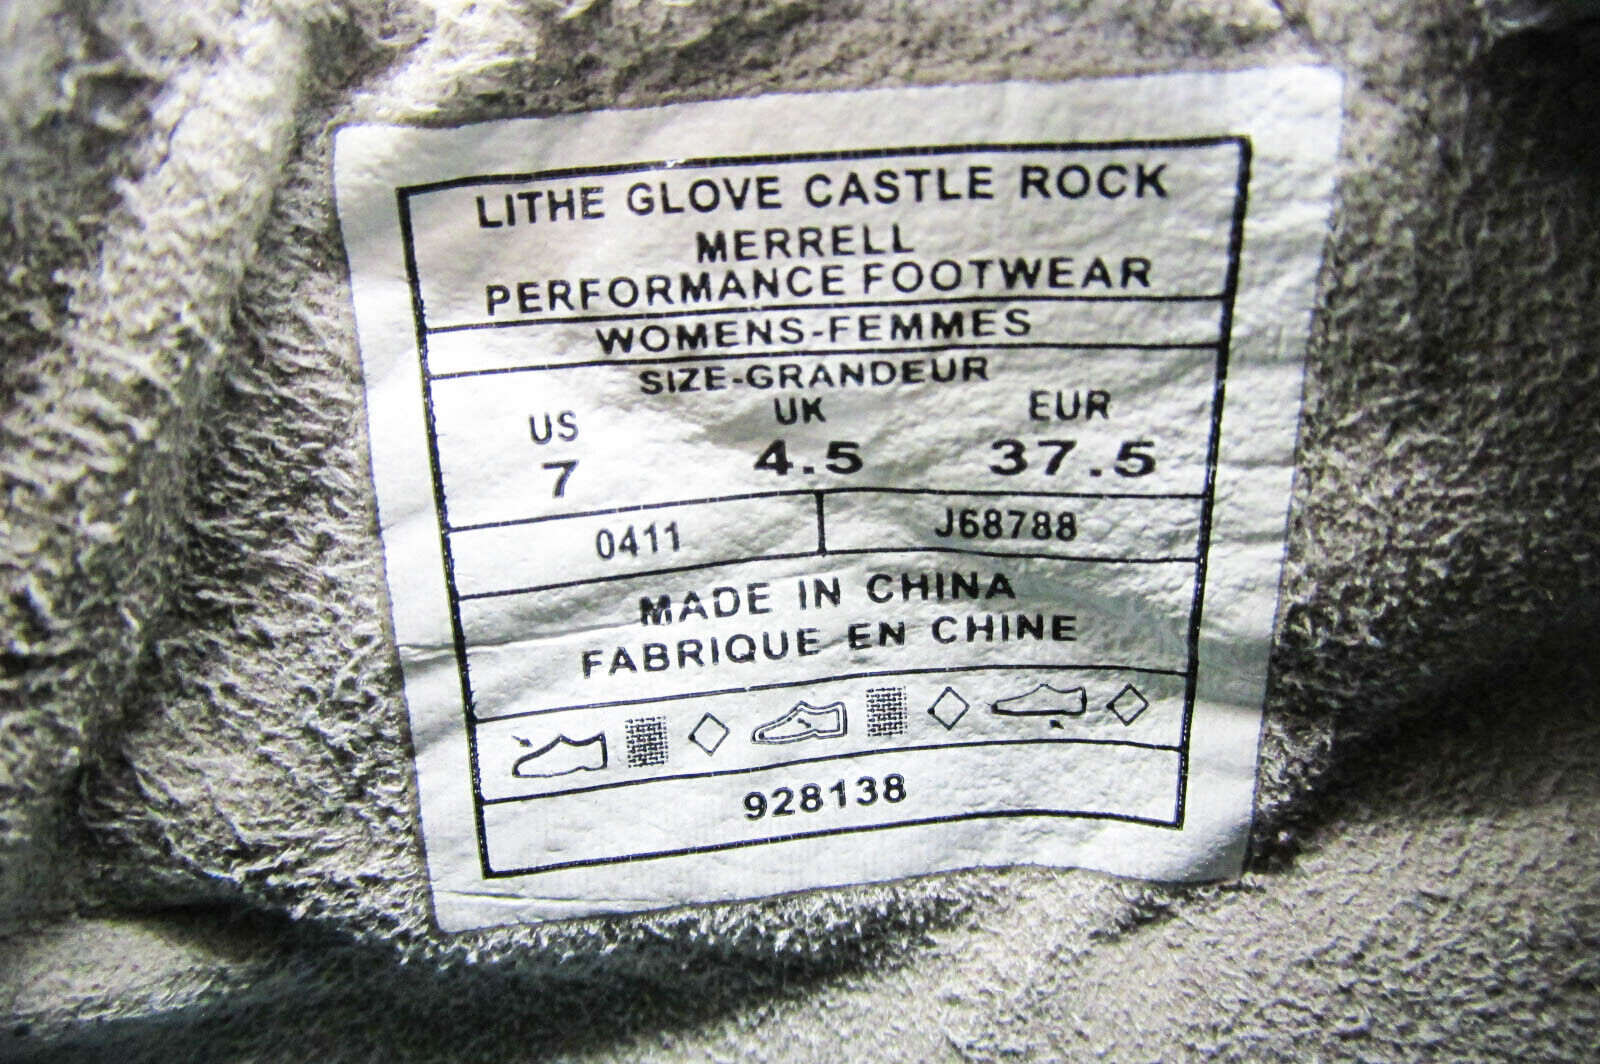 LITHE GLOVE CASTLE ROCK
MERRELL
PERFORMANCE FOOTWEAR
WOMENS-FEMMES
SIZE-GRANDEUR
US UK EUR
7 4.5 37.5
0411 J68788
MADE IN CHINA
FABRIQUE EN CHINE
928138